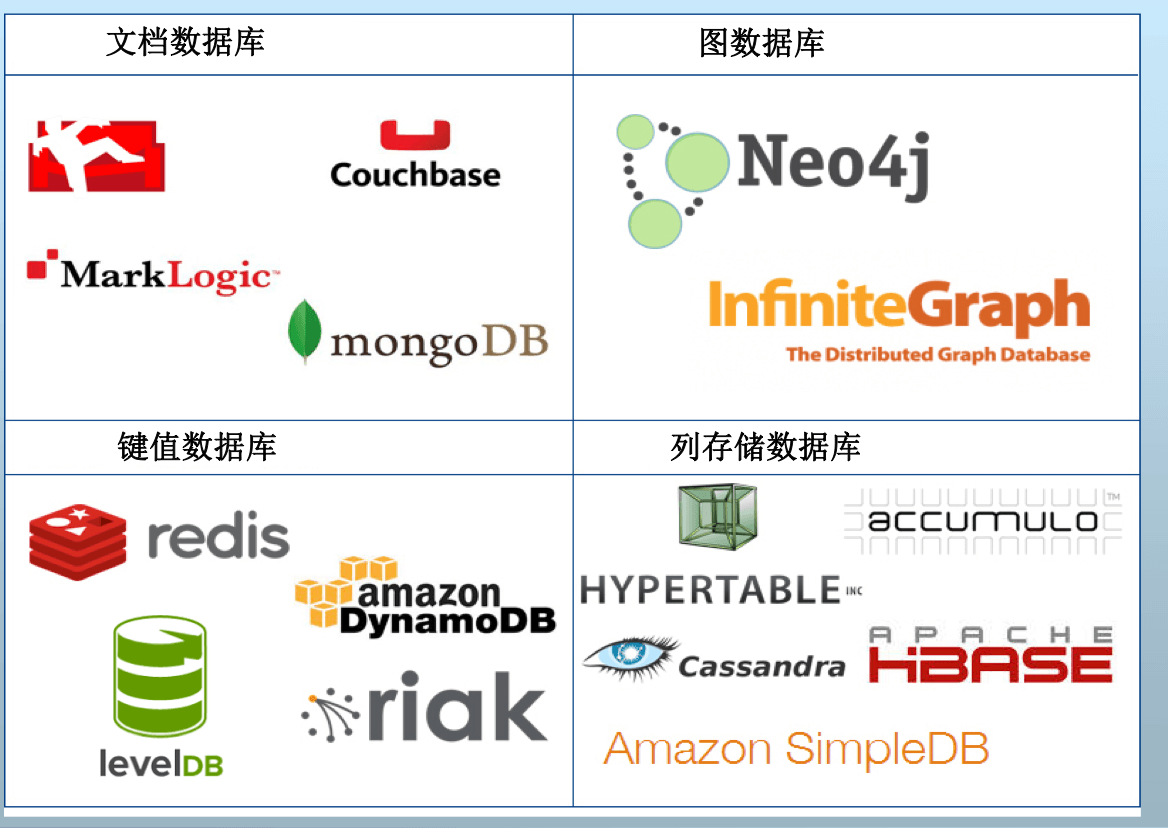 文档数据库
图数据库
Couchbase
MarkLogic™
mongoDB
Neo4j
InfiniteGraph
The Distributed Graph Database
键值数据库
列存储数据库
redis
amazon
DynamoDB
levelDB
riak
accumulo™
HYPERTABLE INC
Cassandra
APACHE
HBASE
Amazon SimpleDB